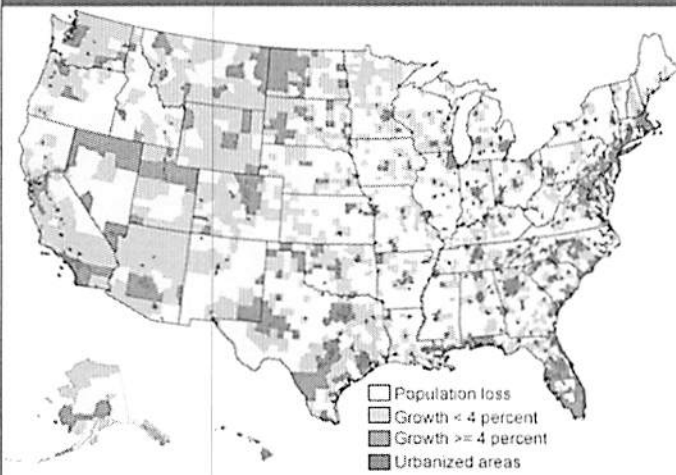 Population loss
Growth < 4 percent
Growth >= 4 percent
Urbanized areas